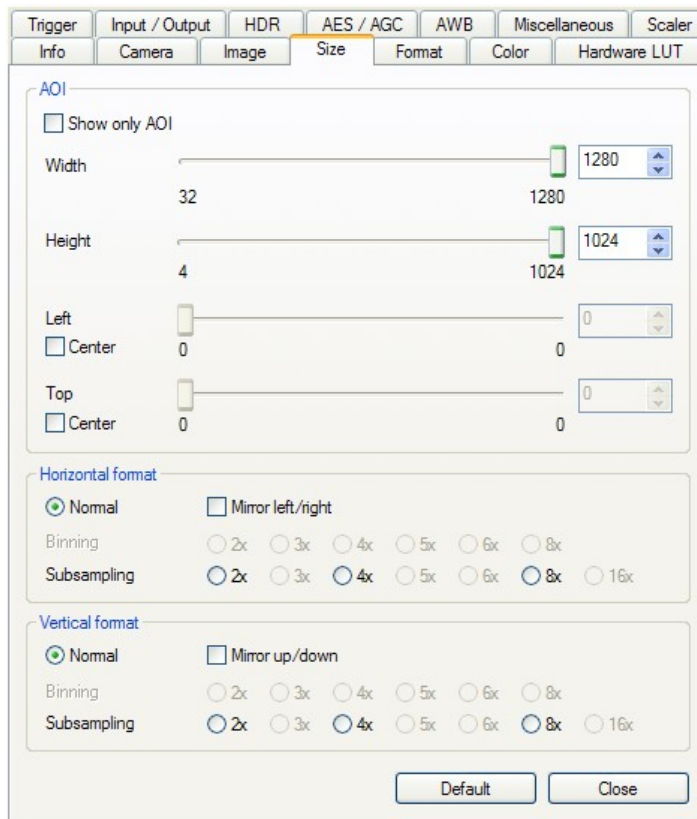 Trigger Input / Output HDR AES / AGC AWB Miscellaneous Scaler
Info Camera Image Size Format Color Hardware LUT
AOI
Show only AOI
Width 1280
32 1280
Height 1024
4 1024
Left 0
Center 0 0
Top 0
Center 0 0
Horizontal format
Normal Mirror left/right
Binning 2x 3x 4x 5x 6x 8x
Subsampling 2x 3x 4x 5x 6x 8x 16x
Vertical format
Normal Mirror up/down
Binning 2x 3x 4x 5x 6x 8x
Subsampling 2x 3x 4x 5x 6x 8x 16x
Default Close